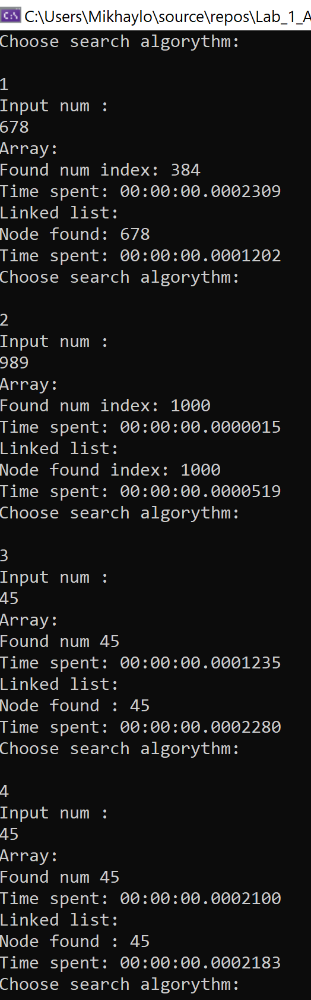 C:\Users\Mikhaylo\source\repos\Lab_1_A
Choose search algorythm:
1
Input num :
678
Array:
Found num index: 384
Time spent: 00:00:00.0002309
Linked list:
Node found: 678
Time spent: 00:00:00.0001202
Choose search algorythm:
2
Input num :
989
Array:
Found num index: 1000
Time spent: 00:00:00.0000015
Linked list:
Node found index: 1000
Time spent: 00:00:00.0000519
Choose search algorythm:
3
Input num :
45
Array:
Found num 45
Time spent: 00:00:00.0001235
Linked list:
Node found : 45
Time spent: 00:00:00.0002280
Choose search algorythm:
4
Input num :
45
Array:
Found num 45
Time spent: 00:00:00.0002100
Linked list:
Node found : 45
Time spent: 00:00:00.0002183
Choose search algorythm: